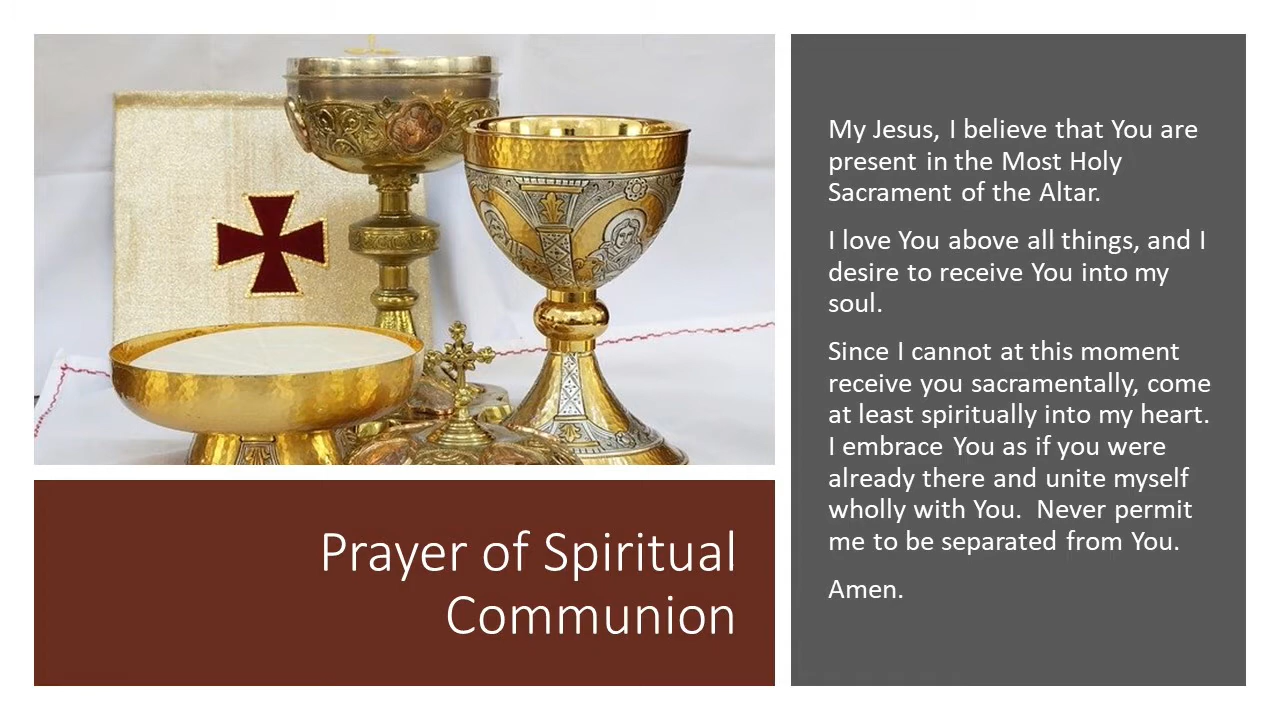 Prayer of Spiritual
Communion
My Jesus, I believe that You are
present in the Most Holy
Sacrament of the Altar.
I love You above all things, and I
desire to receive You into my
soul.
Since I cannot at this moment
receive you sacramentally, come
at least spiritually into my heart.
I embrace You as if you were
already there and unite myself
wholly with You.  Never permit
me to be separated from You.
Amen.